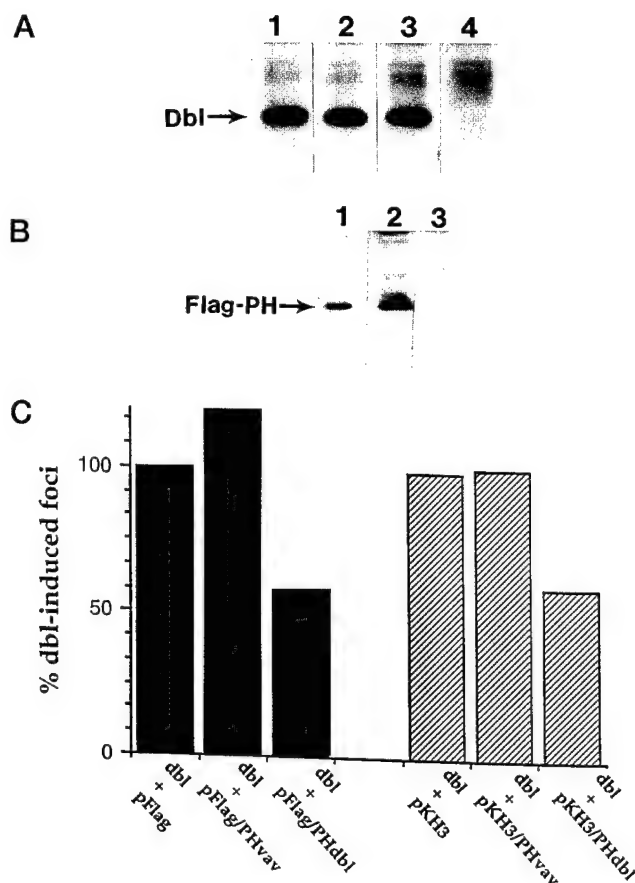 A
1 2 3 4
Dbl→
B
1 2 3
Flag-PH→
C
% dbl-induced foci
100
50
0
dbl
+
pFlag
dbl
+
pFlag/PHvav
dbl
+
pFlag/PHdbl
dbl
+
pKH3
dbl
+
pKH3/PHvav
dbl
+
pKH3/PHdbl